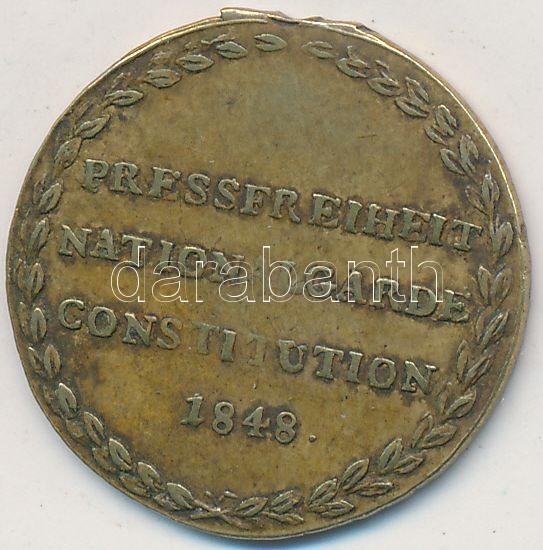 PRESSFREIHEIT
NATIONALGARDE
darabanth
CONSTITUTION
1848.